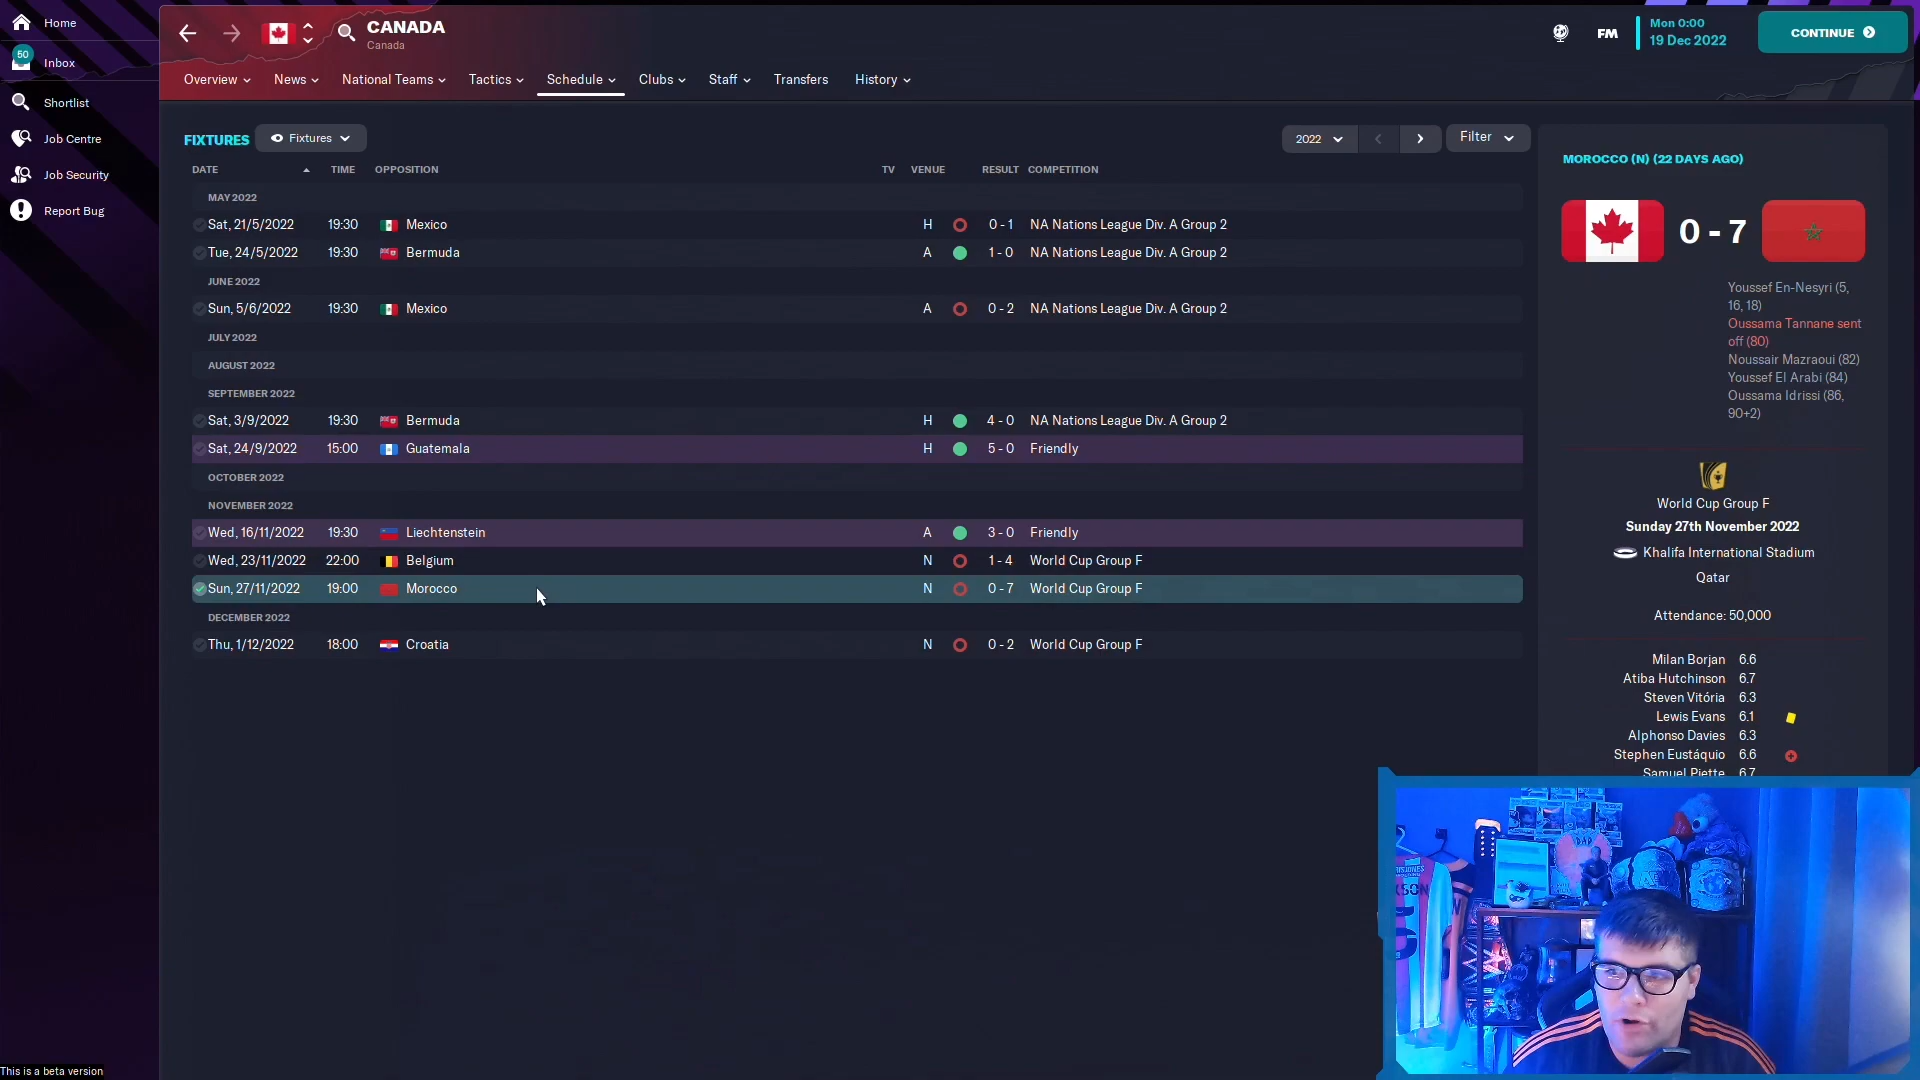 Home
50
Inbox
Shortlist
Job Centre
Job Security
Report Bug
CANADA
Canada
FM
Mon 0:00
19 Dec 2022
CONTINUE
Overview
News
National Teams
Tactics
Schedule
Clubs
Staff
Transfers
History
FIXTURES
Fixtures
2022
Filter
DATE TIME OPPOSITION TV VENUE RESULT COMPETITION
MAY 2022
Sat, 21/5/2022 19:30 Mexico H 0 - 1 NA Nations League Div. A Group 2
Tue, 24/5/2022 19:30 Bermuda A 1 - 0 NA Nations League Div. A Group 2
JUNE 2022
Sun, 5/6/2022 19:30 Mexico A 0 - 2 NA Nations League Div. A Group 2
JULY 2022
AUGUST 2022
SEPTEMBER 2022
Sat, 3/9/2022 19:30 Bermuda H 4 - 0 NA Nations League Div. A Group 2
Sat, 24/9/2022 15:00 Guatemala H 5 - 0 Friendly
OCTOBER 2022
NOVEMBER 2022
Wed, 16/11/2022 19:30 Liechtenstein A 3 - 0 Friendly
Wed, 23/11/2022 22:00 Belgium N 1 - 4 World Cup Group F
Sun, 27/11/2022 19:00 Morocco N 0 - 7 World Cup Group F
DECEMBER 2022
Thu, 1/12/2022 18:00 Croatia N 0 - 2 World Cup Group F
MOROCCO (N) (22 DAYS AGO)
0 - 7
Youssef En-Nesyri (5,
16, 18)
Oussama Tannane sent
off (80)
Noussair Mazraoui (82)
Youssef El Arabi (84)
Oussama Idrissi (86,
90+2)
World Cup Group F
Sunday 27th November 2022
Khalifa International Stadium
Qatar
Attendance: 50,000
Milan Borjan 6.6
Atiba Hutchinson 6.7
Steven Vitória 6.3
Lewis Evans 6.1
Alphonso Davies 6.3
Stephen Eustáquio 6.6
Samuel Piette 6.7
This is a beta version